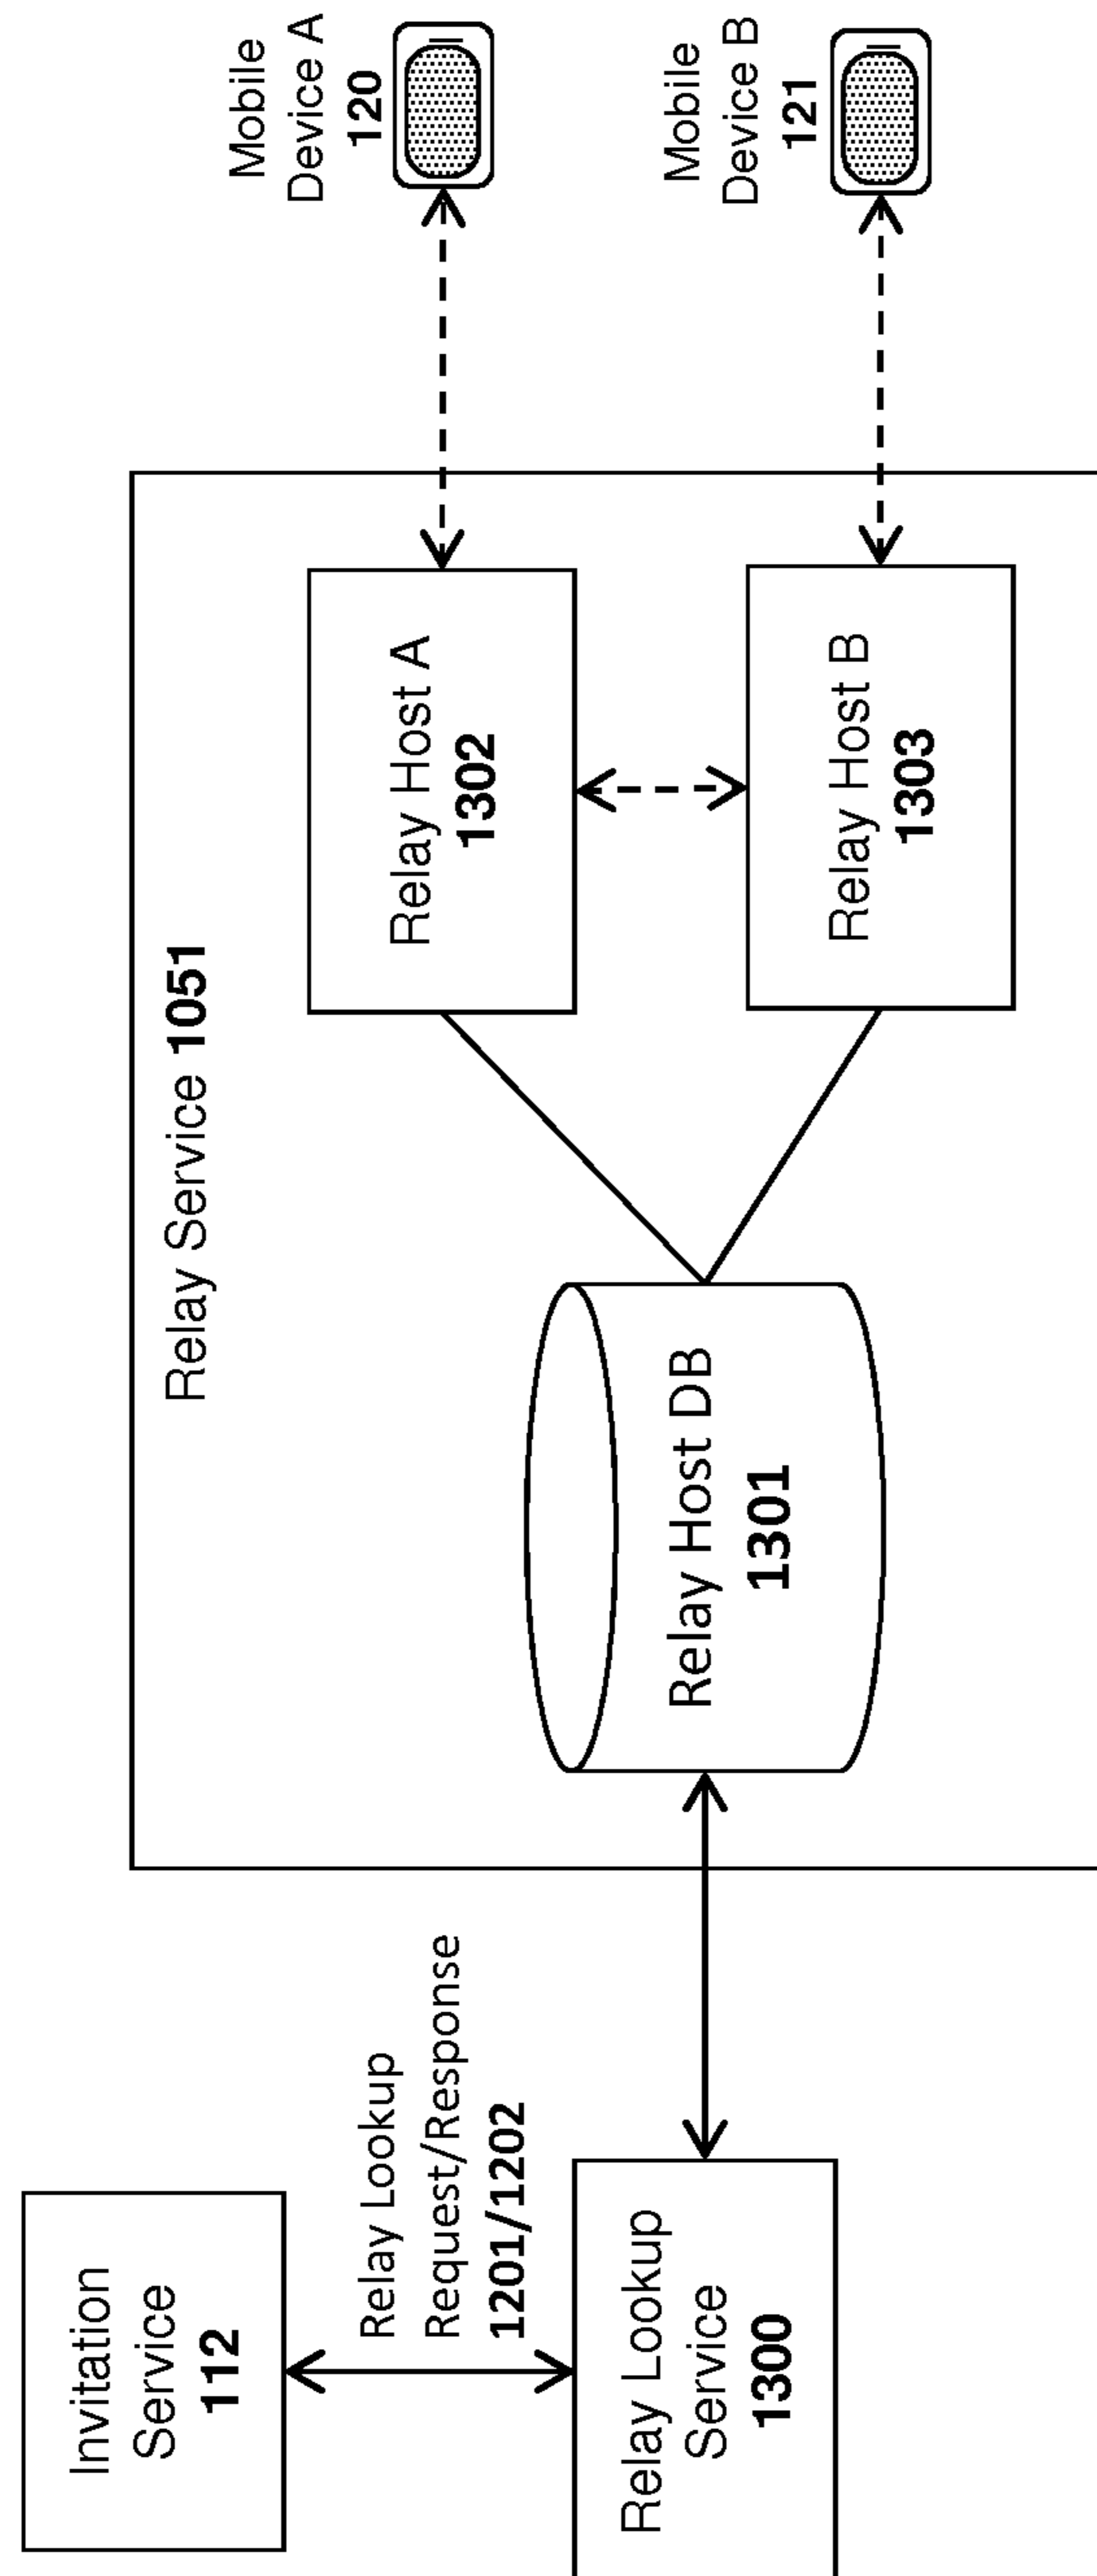 Relay Service 1051
Invitation
Service
112
Relay Lookup
Request/Response
1201/1202
Relay Lookup
Service
1300
Relay Host DB
1301
Relay Host A
1302
Relay Host B
1303
Mobile
Device A
120
Mobile
Device B
121